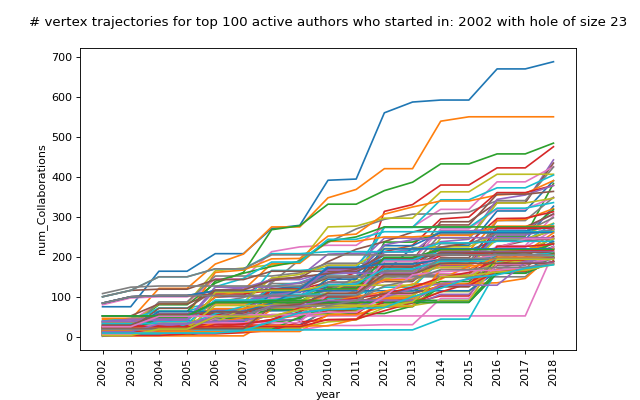 # vertex trajectories for top 100 active authors who started in: 2002 with hole of size 23
700
600
500
400
300
200
100
0
num_Collaborations
2002 2003 2004 2005 2006 2007 2008 2009 2010 2011 2012 2013 2014 2015 2016 2017 2018
year